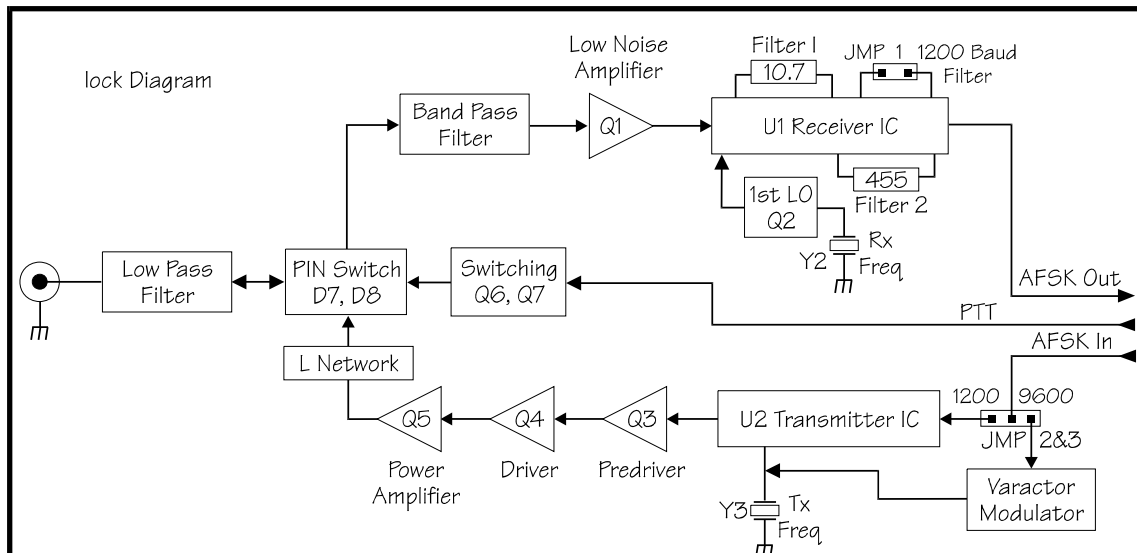 lock Diagram
Low Noise
Amplifier
Filter 1
10.7
JMP 1 1200 Baud
Filter
Band Pass
Filter
Q1
U1 Receiver IC
455
Filter 2
1st LO
Q2
Y2
Rx
Freq
Low Pass
Filter
PIN Switch
D7, D8
Switching
Q6, Q7
AFSK Out
PTT
AFSK In
L Network
1200 9600
JMP 2&3
Q5
Q4
Q3
U2 Transmitter IC
Power
Amplifier
Driver
Predriver
Y3
Tx
Freq
Varactor
Modulator